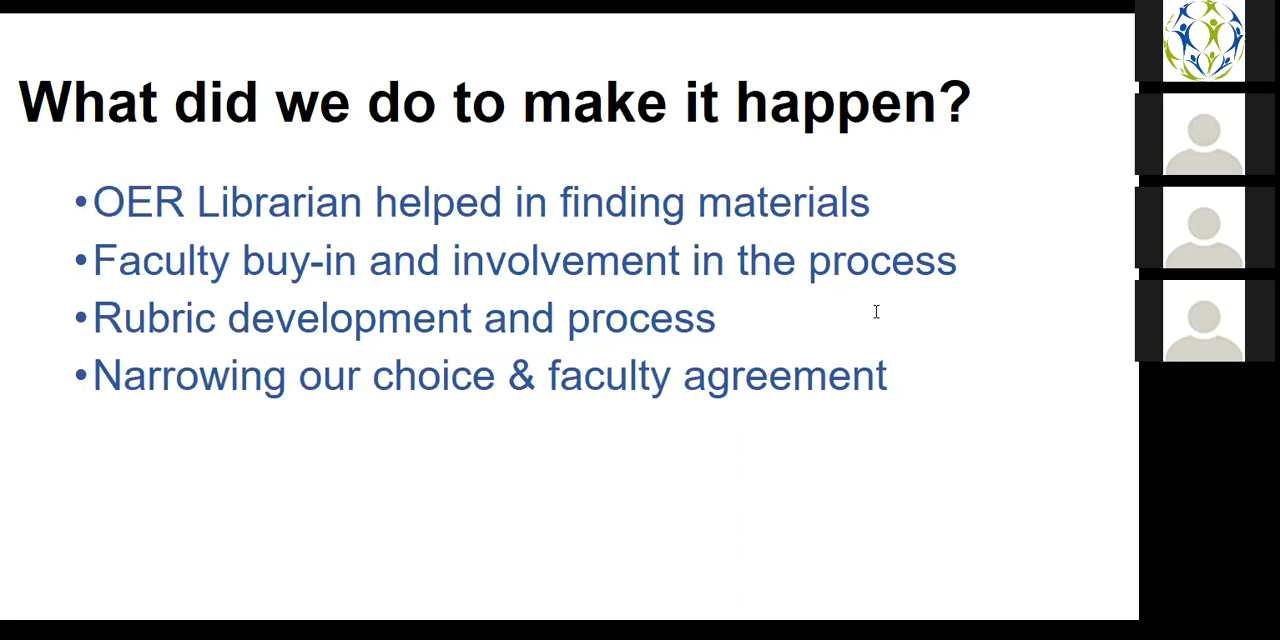 What did we do to make it happen?
•OER Librarian helped in finding materials
•Faculty buy-in and involvement in the process
•Rubric development and process
•Narrowing our choice & faculty agreement